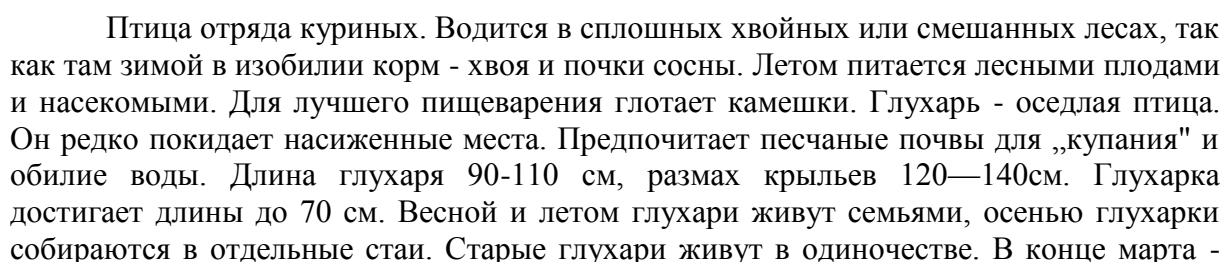 Птица отряда куриных. Водится в сплошных хвойных или смешанных лесах, так
как там зимой в изобилии корм - хвоя и почки сосны. Летом питается лесными плодами
и насекомыми. Для лучшего пищеварения глотает камешки. Глухарь - оседлая птица.
Он редко покидает насиженные места. Предпочитает песчаные почвы для „купания" и
обилие воды. Длина глухаря 90-110 см, размах крыльев 120—140см. Глухарка
достигает длины до 70 см. Весной и летом глухари живут семьями, осенью глухарки
собираются в отдельные стаи. Старые глухари живут в одиночестве. В конце марта -